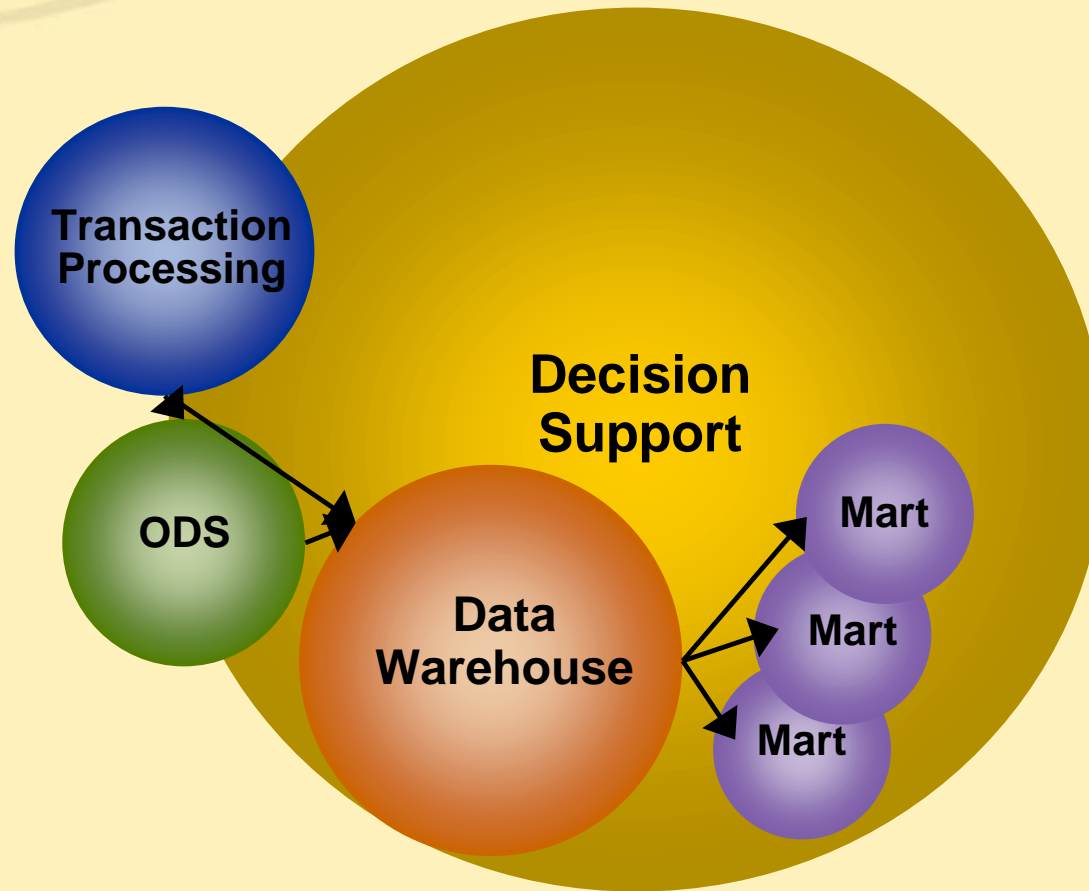 Transaction
Processing
Decision
Support
ODS
Mart
Data
Warehouse
Mart
Mart